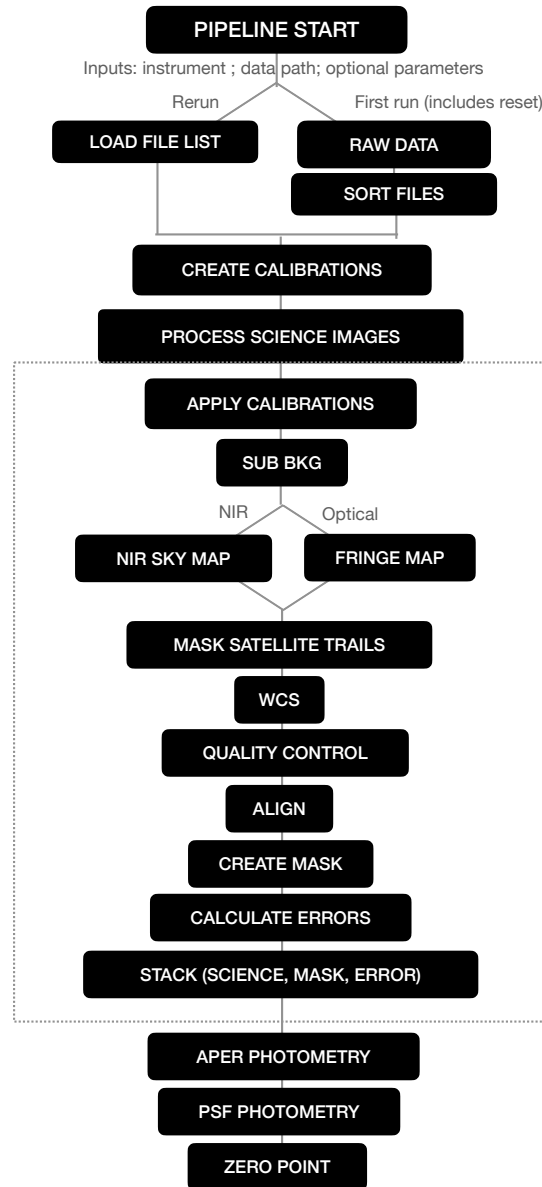 PIPELINE START
Inputs: instrument ; data path; optional parameters
Rerun
First run (includes reset)
LOAD FILE LIST
RAW DATA
SORT FILES
CREATE CALIBRATIONS
PROCESS SCIENCE IMAGES
APPLY CALIBRATIONS
SUB BKG
NIR
Optical
NIR SKY MAP
FRINGE MAP
MASK SATELLITE TRAILS
WCS
QUALITY CONTROL
ALIGN
CREATE MASK
CALCULATE ERRORS
STACK (SCIENCE, MASK, ERROR)
APER PHOTOMETRY
PSF PHOTOMETRY
ZERO POINT